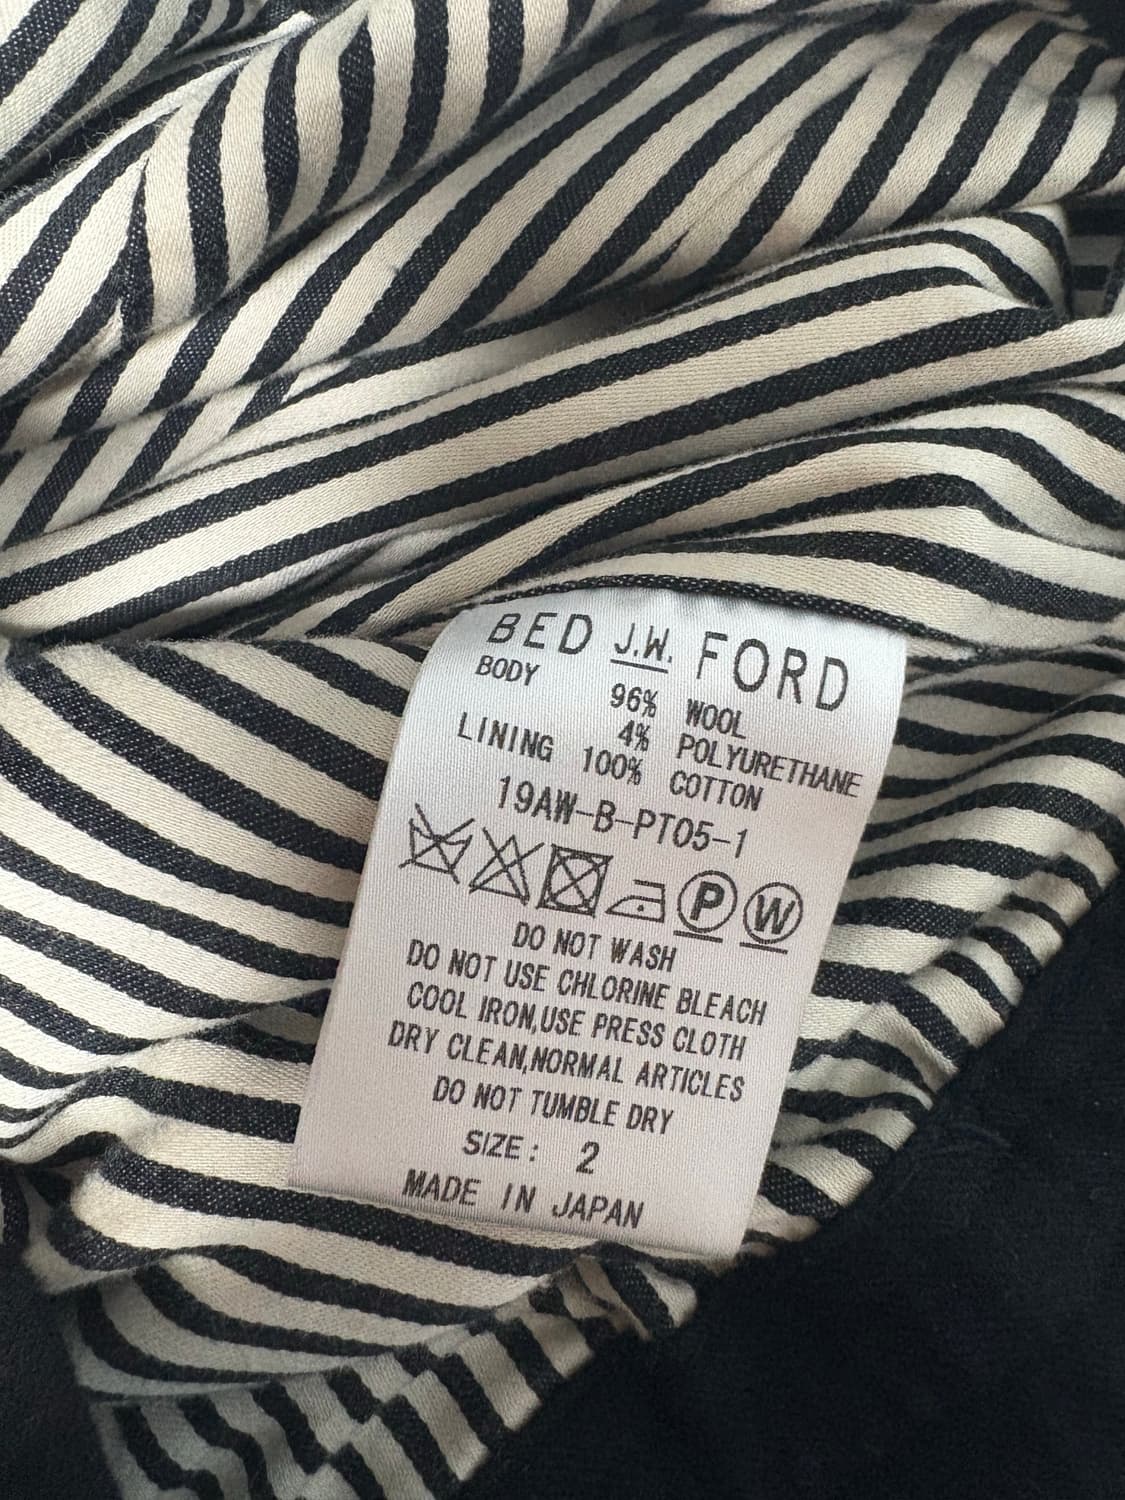 BED J.W. FORD
BODY 96% WOOL
4% POLYURETHANE
LINING 100% COTTON
19AW-B-PT05-1
P W
DO NOT WASH
DO NOT USE CHLORINE BLEACH
COOL IRON,USE PRESS CLOTH
DRY CLEAN,NORMAL ARTICLES
DO NOT TUMBLE DRY
SIZE: 2
MADE IN JAPAN